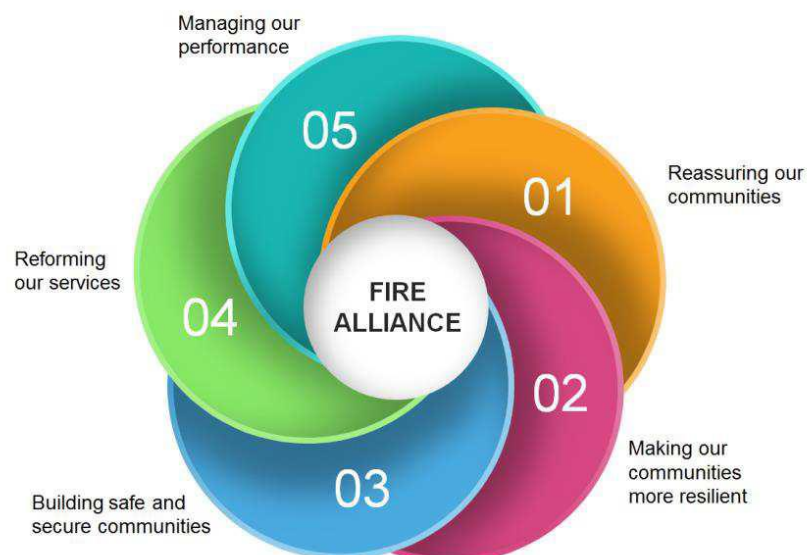 Managing our
performance
05
01
Reassuring our
communities
Reforming
our services
04
FIRE
ALLIANCE
02
Making our
communities
more resilient
03
Building safe and
secure communities